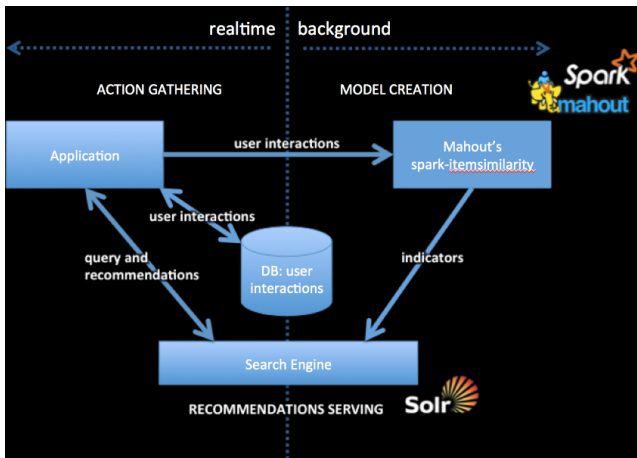 realtime
background
ACTION GATHERING
MODEL CREATION
Spark
mahout
Application
user interactions
Mahout's
spark-itemsimilarity
user interactions
query and
recommendations
DB: user
interactions
indicators
Search Engine
RECOMMENDATIONS SERVING
Solr